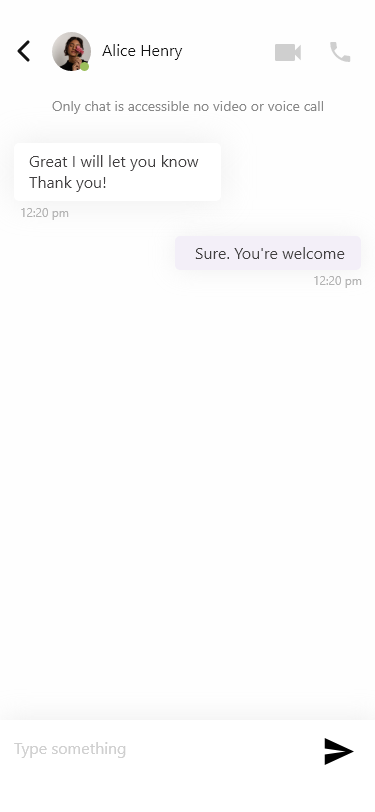 Alice Henry
Only chat is accessible no video or voice call
Great I will let you know
Thank you!
12:20 pm
Sure. You're welcome
12:20 pm
Type something